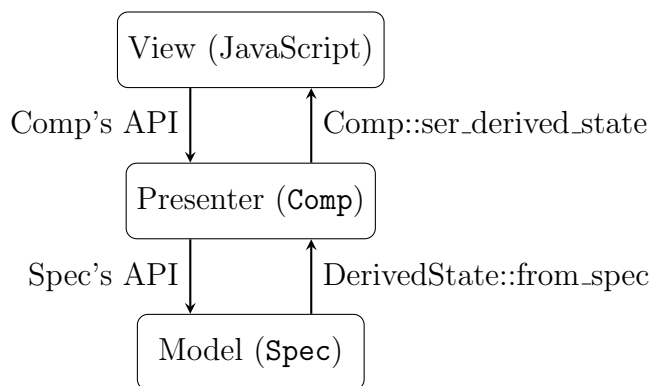 View (JavaScript)
Comp's API
Comp::ser_derived_state
Presenter (Comp)
Spec's API
DerivedState::from_spec
Model (Spec)